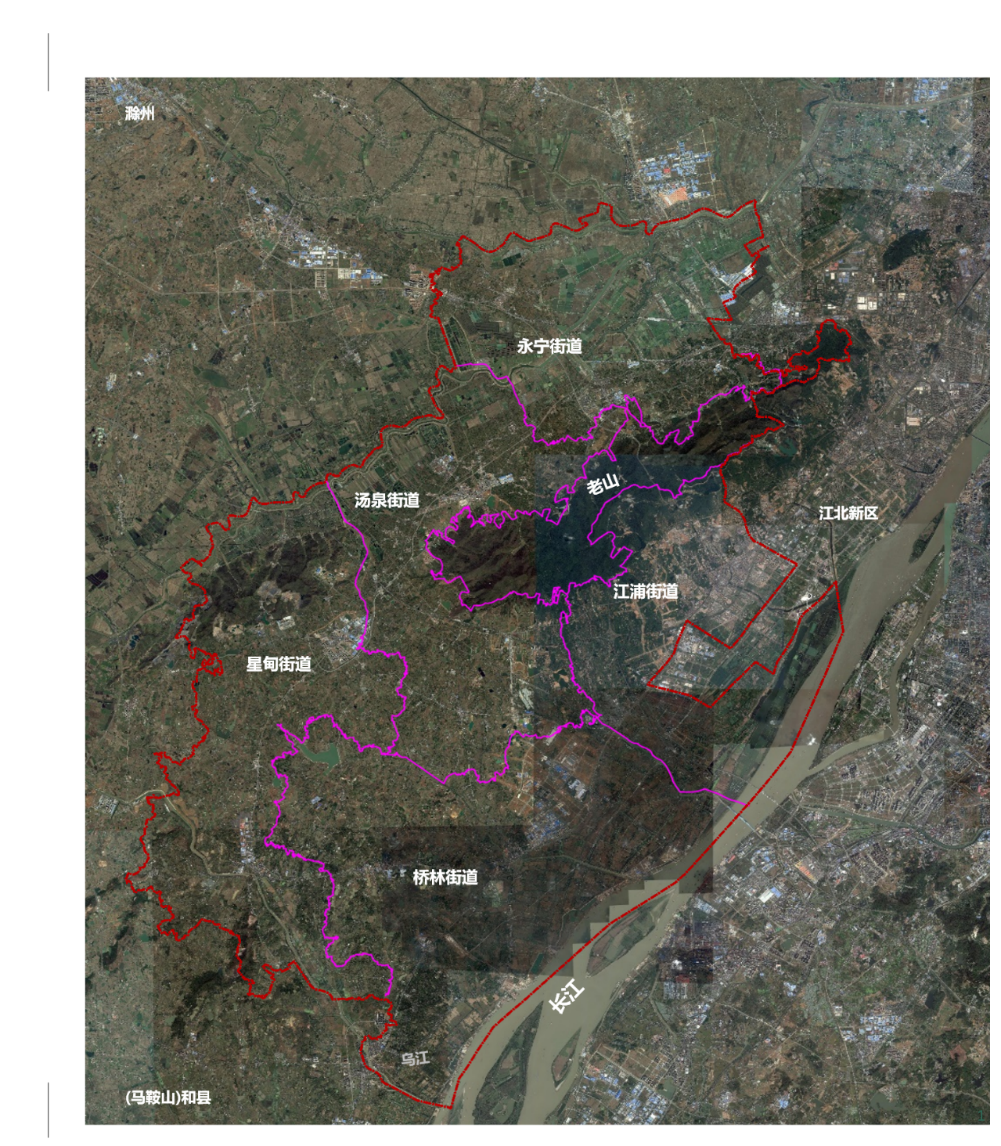 滁州
永宁街道
老山
汤泉街道
江北新区
江浦街道
星甸街道
桥林街道
长江
乌江
(马鞍山)和县